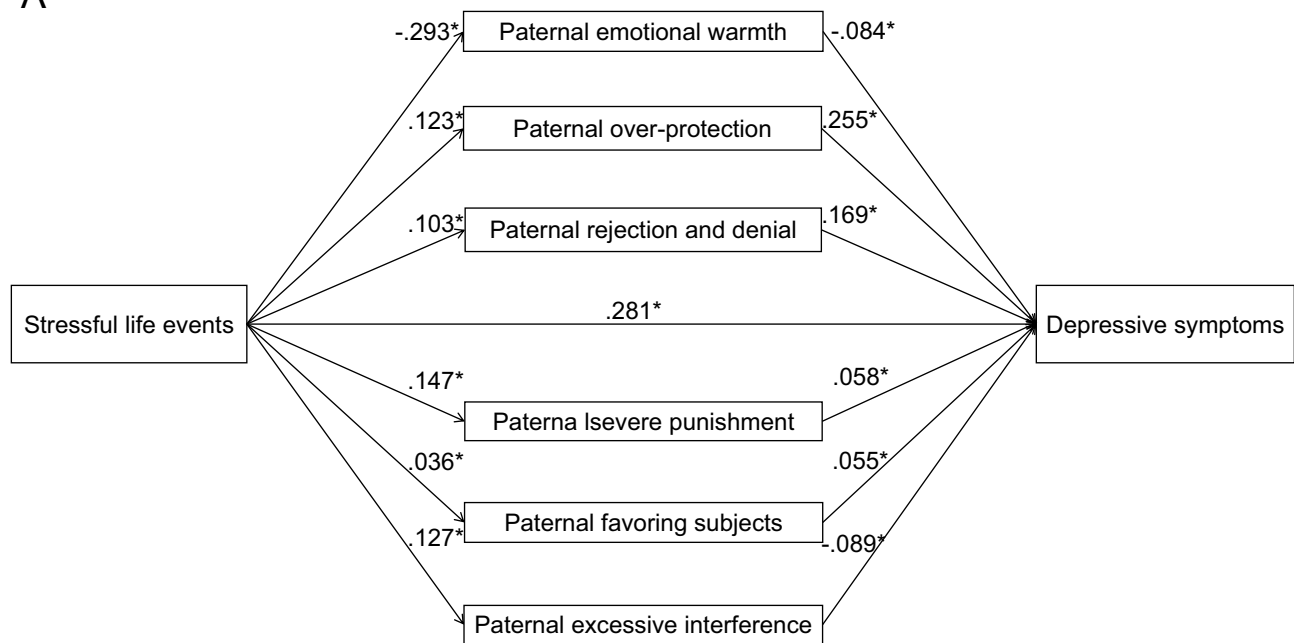 A
-.293*
Paternal emotional warmth
-.084*
.123*
Paternal over-protection
.255*
.103*
Paternal rejection and denial
.169*
Stressful life events
.281*
Depressive symptoms
.147*
Paterna lsevere punishment
.058*
.036*
Paternal favoring subjects
.055*
.127*
Paternal excessive interference
-.089*